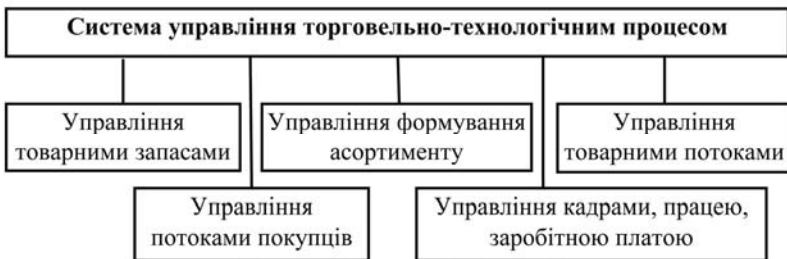 Система управління торговельно-технологічним процесом
Управління
товарними запасами
Управління формування
асортименту
Управління
товарними потоками
Управління
потоками покупців
Управління кадрами, працею,
заробітною платою